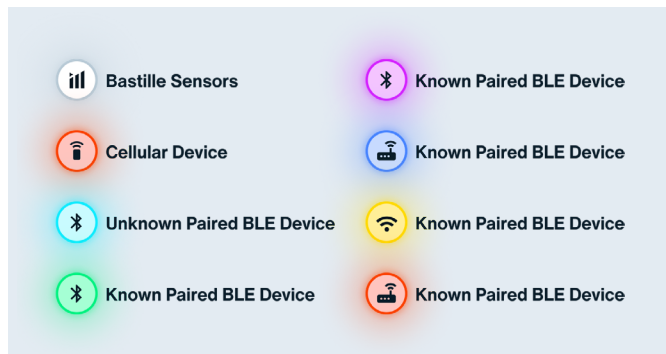 Bastille Sensors
Cellular Device
Unknown Paired BLE Device
Known Paired BLE Device
Known Paired BLE Device
Known Paired BLE Device
Known Paired BLE Device
Known Paired BLE Device